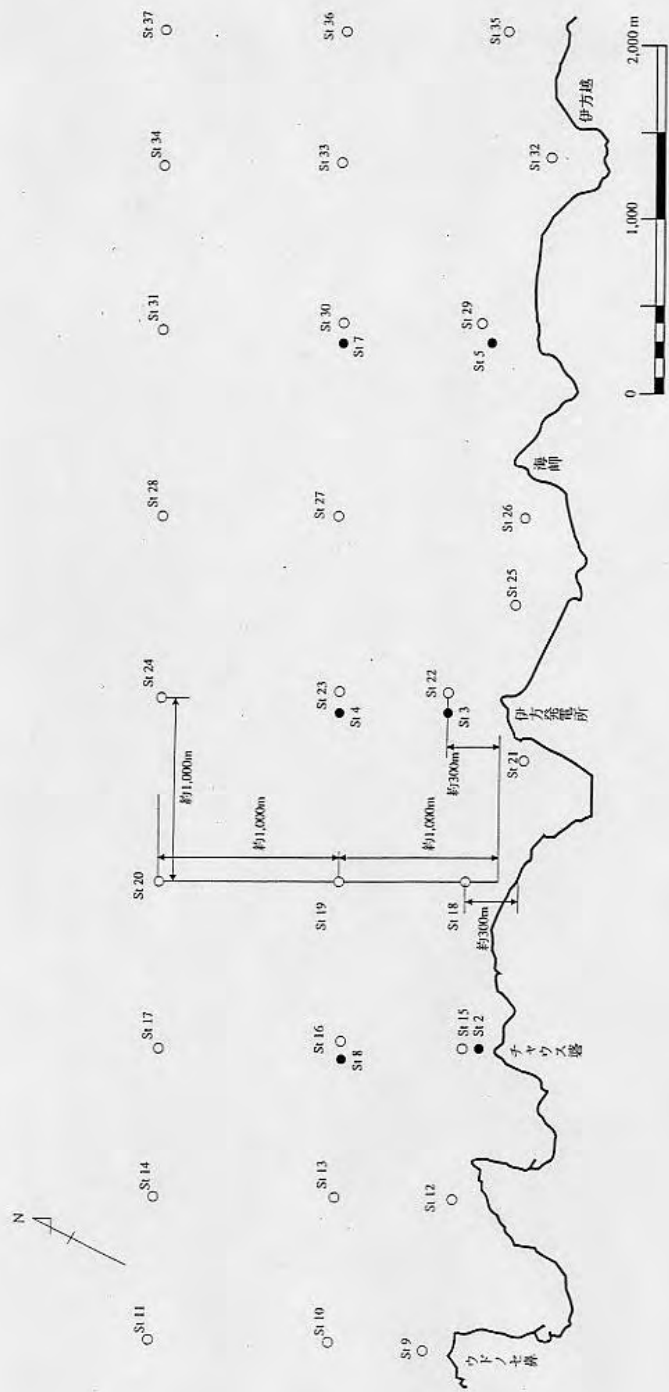 N
St 11
St 14
St 17
St 20
St 24
St 28
St 31
St 34
St 37
約1,000m
約1,000m
約1,000m
St 10
St 13
St 16
St 8
St 19
St 23
St 4
St 27
St 30
St 7
St 33
St 36
St 9
St 12
St 15
St 2
St 18
約300m
約300m
St 22
St 3
St 21
St 25
St 26
St 29
St 5
St 32
St 35
ウドノセ鼻
チャウス碆
伊方発電所
海岬
伊方越
0
1,000
2,000 m